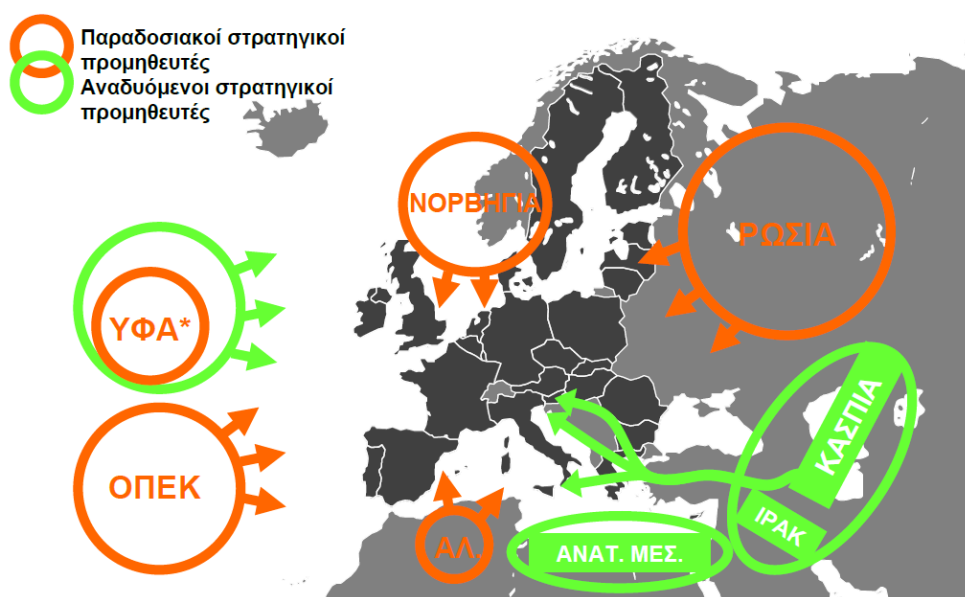 Παραδοσιακοί στρατηγικοί
προμηθευτές
Αναδυόμενοι στρατηγικοί
προμηθευτές
ΝΟΡΒΗΓΙΑ
ΡΩΣΙΑ
ΥΦΑ*
ΟΠΕΚ
ΚΑΣΠΙΑ
ΙΡΑΚ
ΑΛ.
ΑΝΑΤ. ΜΕΣ.